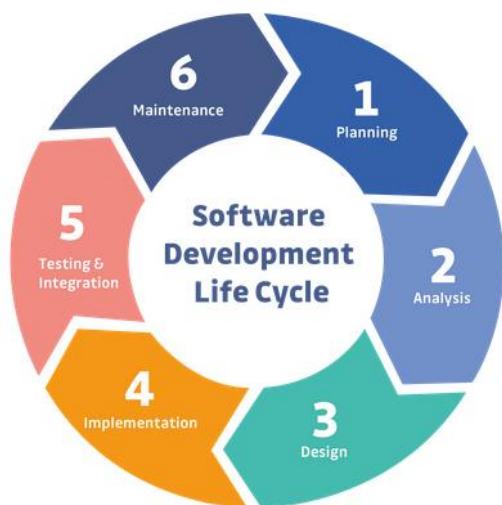 Software
Development
Life Cycle
1
Planning
2
Analysis
3
Design
4
Implementation
5
Testing &
Integration
6
Maintenance